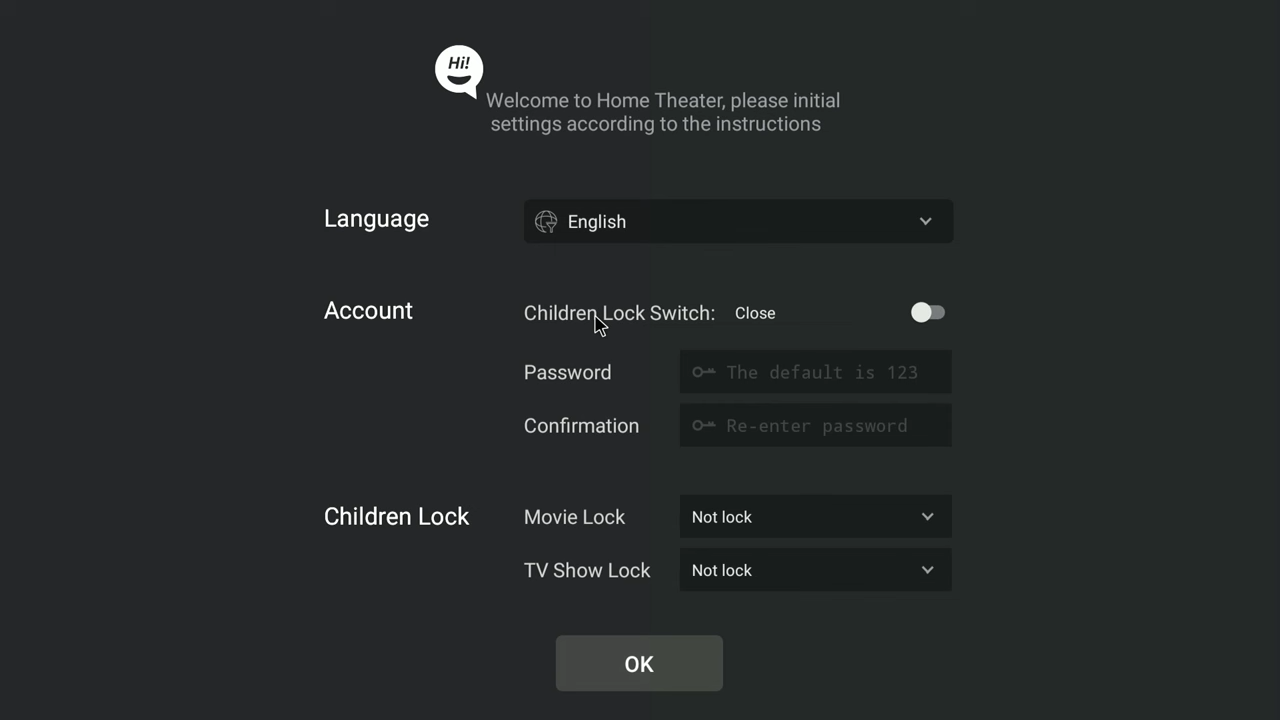 Hi!
Welcome to Home Theater, please initial
settings according to the instructions
Language
English
Account
Children Lock Switch: Close
Password
The default is 123
Confirmation
Re-enter password
Children Lock
Movie Lock
Not lock
TV Show Lock
Not lock
OK